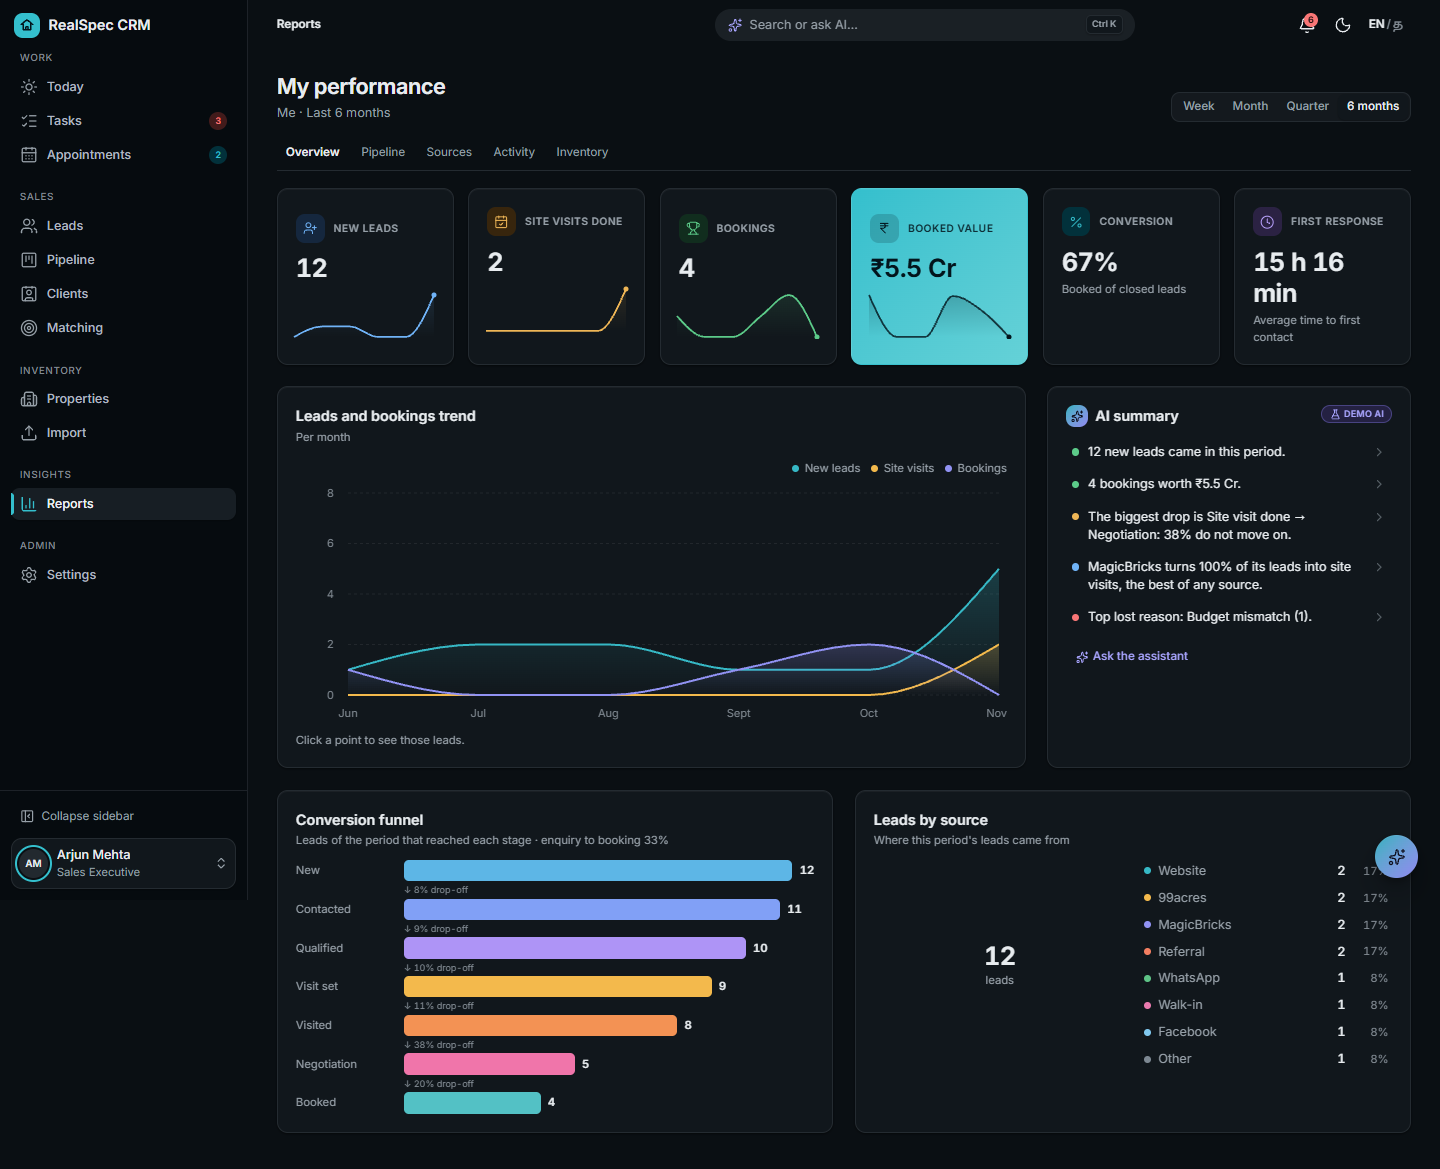 RealSpec CRM
WORK
Today
Tasks 3
Appointments 2
SALES
Leads
Pipeline
Clients
Matching
INVENTORY
Properties
Import
INSIGHTS
Reports
ADMIN
Settings
Collapse sidebar
AM
Arjun Mehta
Sales Executive
Reports
Search or ask AI...
Ctrl K
6
EN / த
My performance
Me · Last 6 months
Week Month Quarter 6 months
Overview Pipeline Sources Activity Inventory
NEW LEADS
12
SITE VISITS DONE
2
BOOKINGS
4
₹ BOOKED VALUE
₹5.5 Cr
% CONVERSION
67%
Booked of closed leads
FIRST RESPONSE
15 h 16
min
Average time to first
contact
Leads and bookings trend
Per month
New leads Site visits Bookings
8
6
4
2
0
Jun Jul Aug Sept Oct Nov
Click a point to see those leads.
AI summary
DEMO AI
12 new leads came in this period.
4 bookings worth ₹5.5 Cr.
The biggest drop is Site visit done →
Negotiation: 38% do not move on.
MagicBricks turns 100% of its leads into site
visits, the best of any source.
Top lost reason: Budget mismatch (1).
Ask the assistant
Conversion funnel
Leads of the period that reached each stage · enquiry to booking 33%
New 12
↓ 8% drop-off
Contacted 11
↓ 9% drop-off
Qualified 10
↓ 10% drop-off
Visit set 9
↓ 11% drop-off
Visited 8
↓ 38% drop-off
Negotiation 5
↓ 20% drop-off
Booked 4
Leads by source
Where this period's leads came from
12
leads
Website 2 17
99acres 2 17%
MagicBricks 2 17%
Referral 2 17%
WhatsApp 1 8%
Walk-in 1 8%
Facebook 1 8%
Other 1 8%